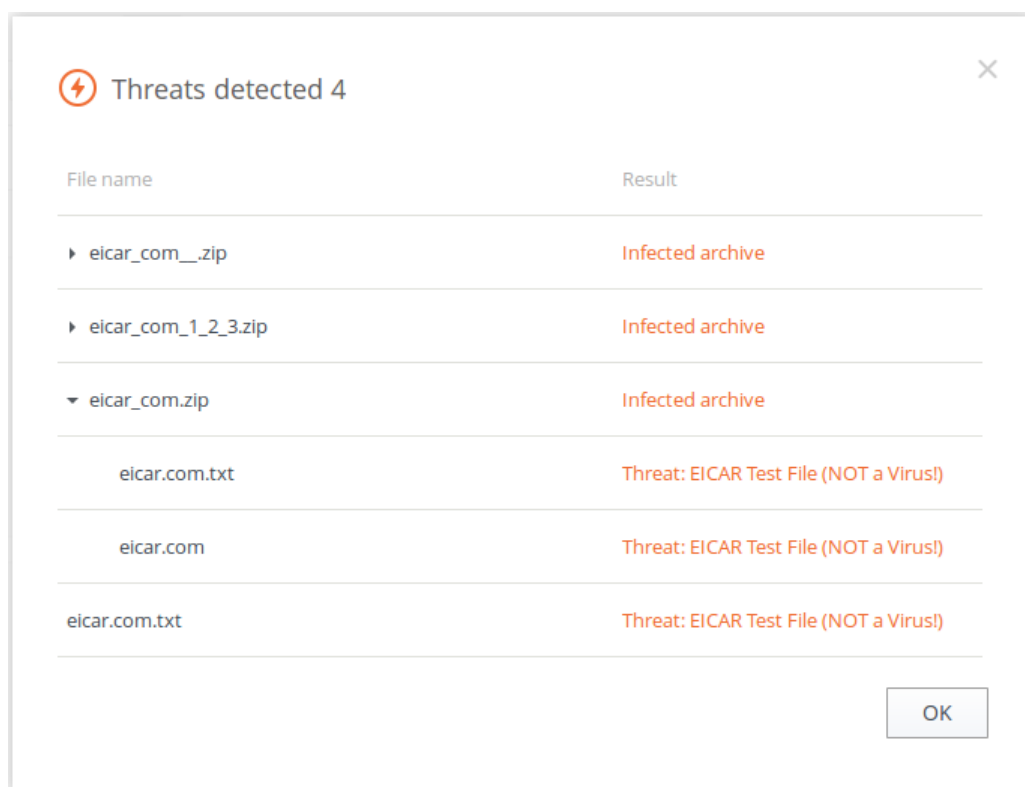 Threats detected 4
File name Result
eicar_com__.zip Infected archive
eicar_com_1_2_3.zip Infected archive
eicar_com.zip Infected archive
eicar.com.txt Threat: EICAR Test File (NOT a Virus!)
eicar.com Threat: EICAR Test File (NOT a Virus!)
eicar.com.txt Threat: EICAR Test File (NOT a Virus!)
OK